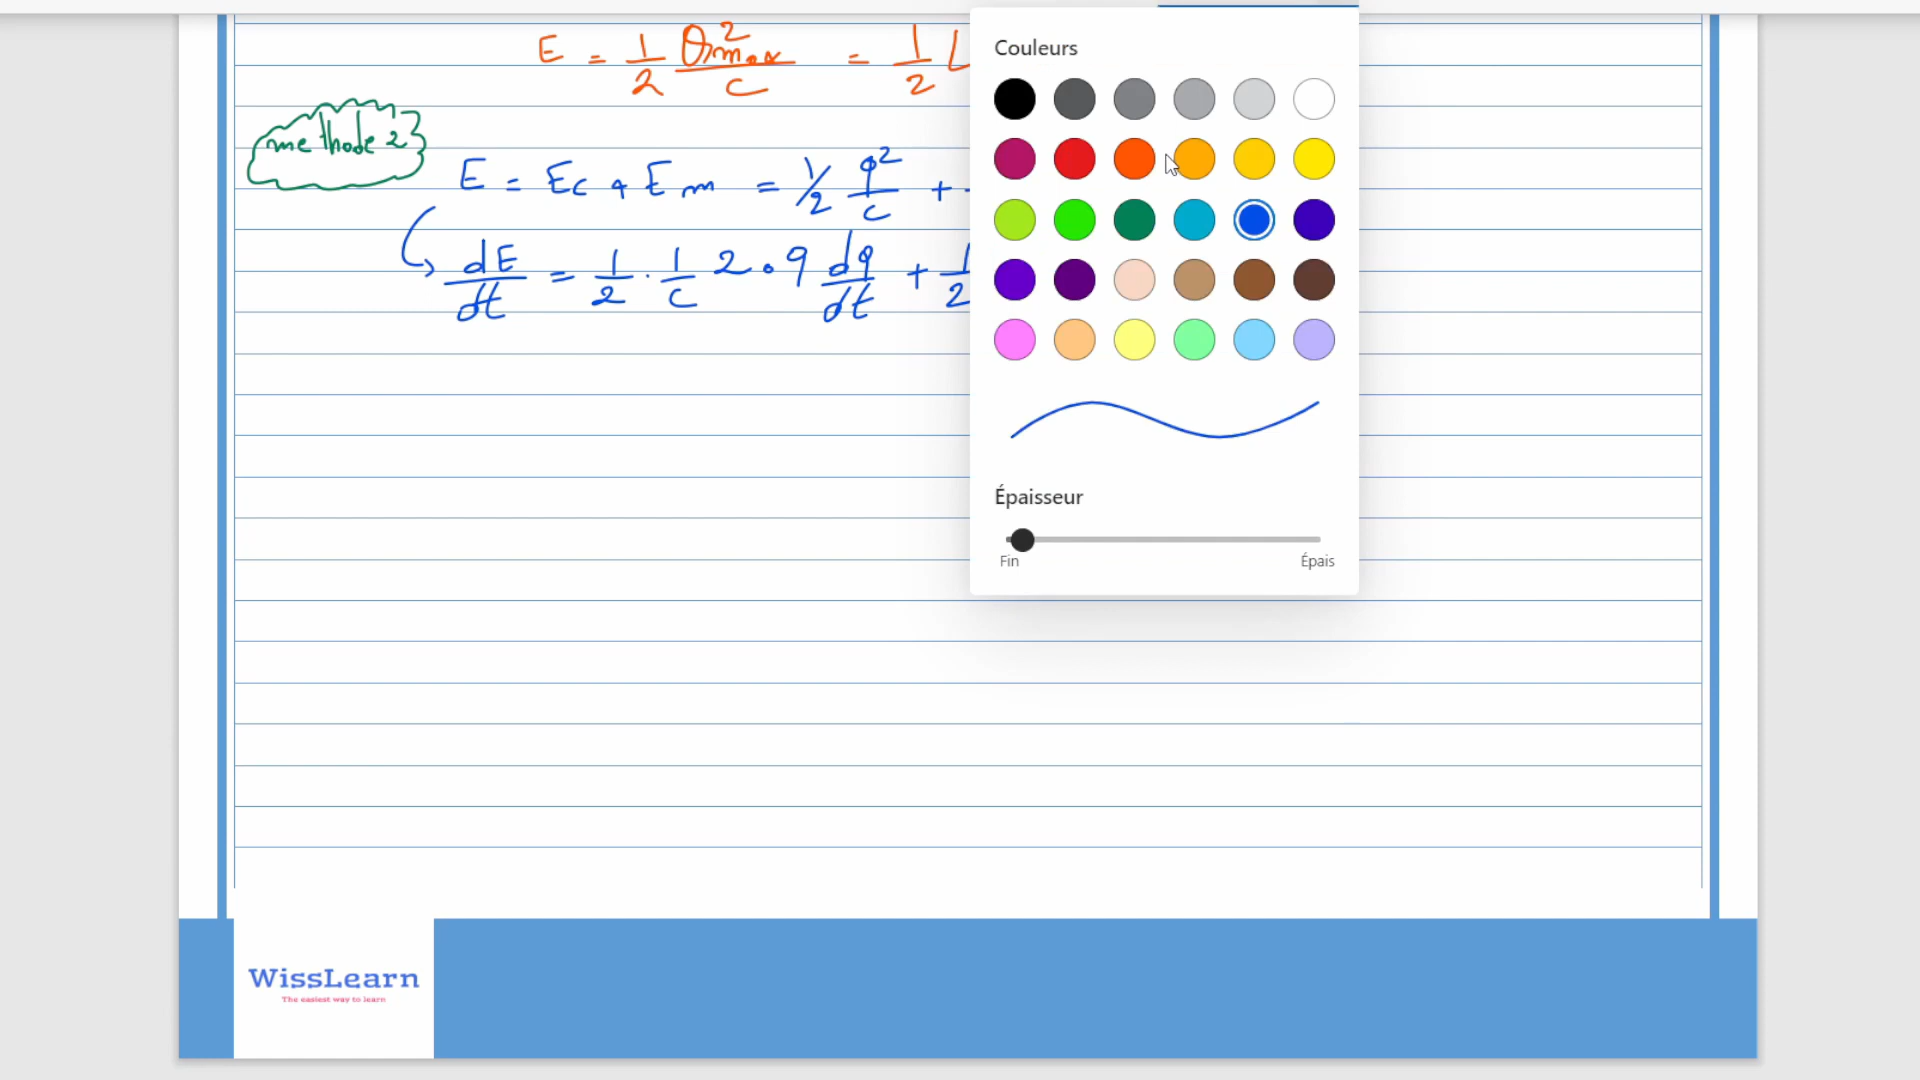 E = 1/2 Qmax²/C = 1/2 L
methode 2
E = Ec + Em = 1/2 q²/c +
dE/dt = 1/2 . 1/c 2 . q dq/dt + 1/2
Couleurs
Épaisseur
Fin Épais
WissLearn
The easiest way to learn